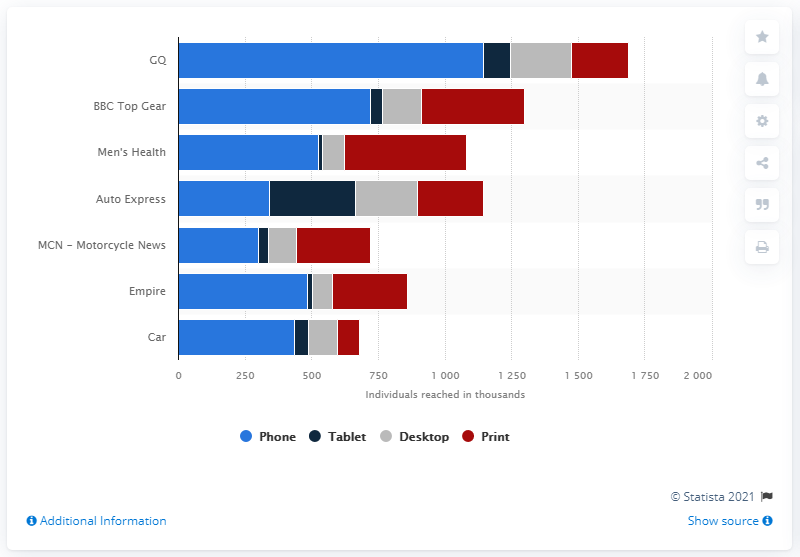 GQ
BBC Top Gear
Men's Health
Auto Express
MCN – Motorcycle News
Empire
Car
0 250 500 750 1 000 1 250 1 500 1 750 2 000
Individuals reached in thousands
Phone Tablet Desktop Print
© Statista 2021
Additional Information Show source